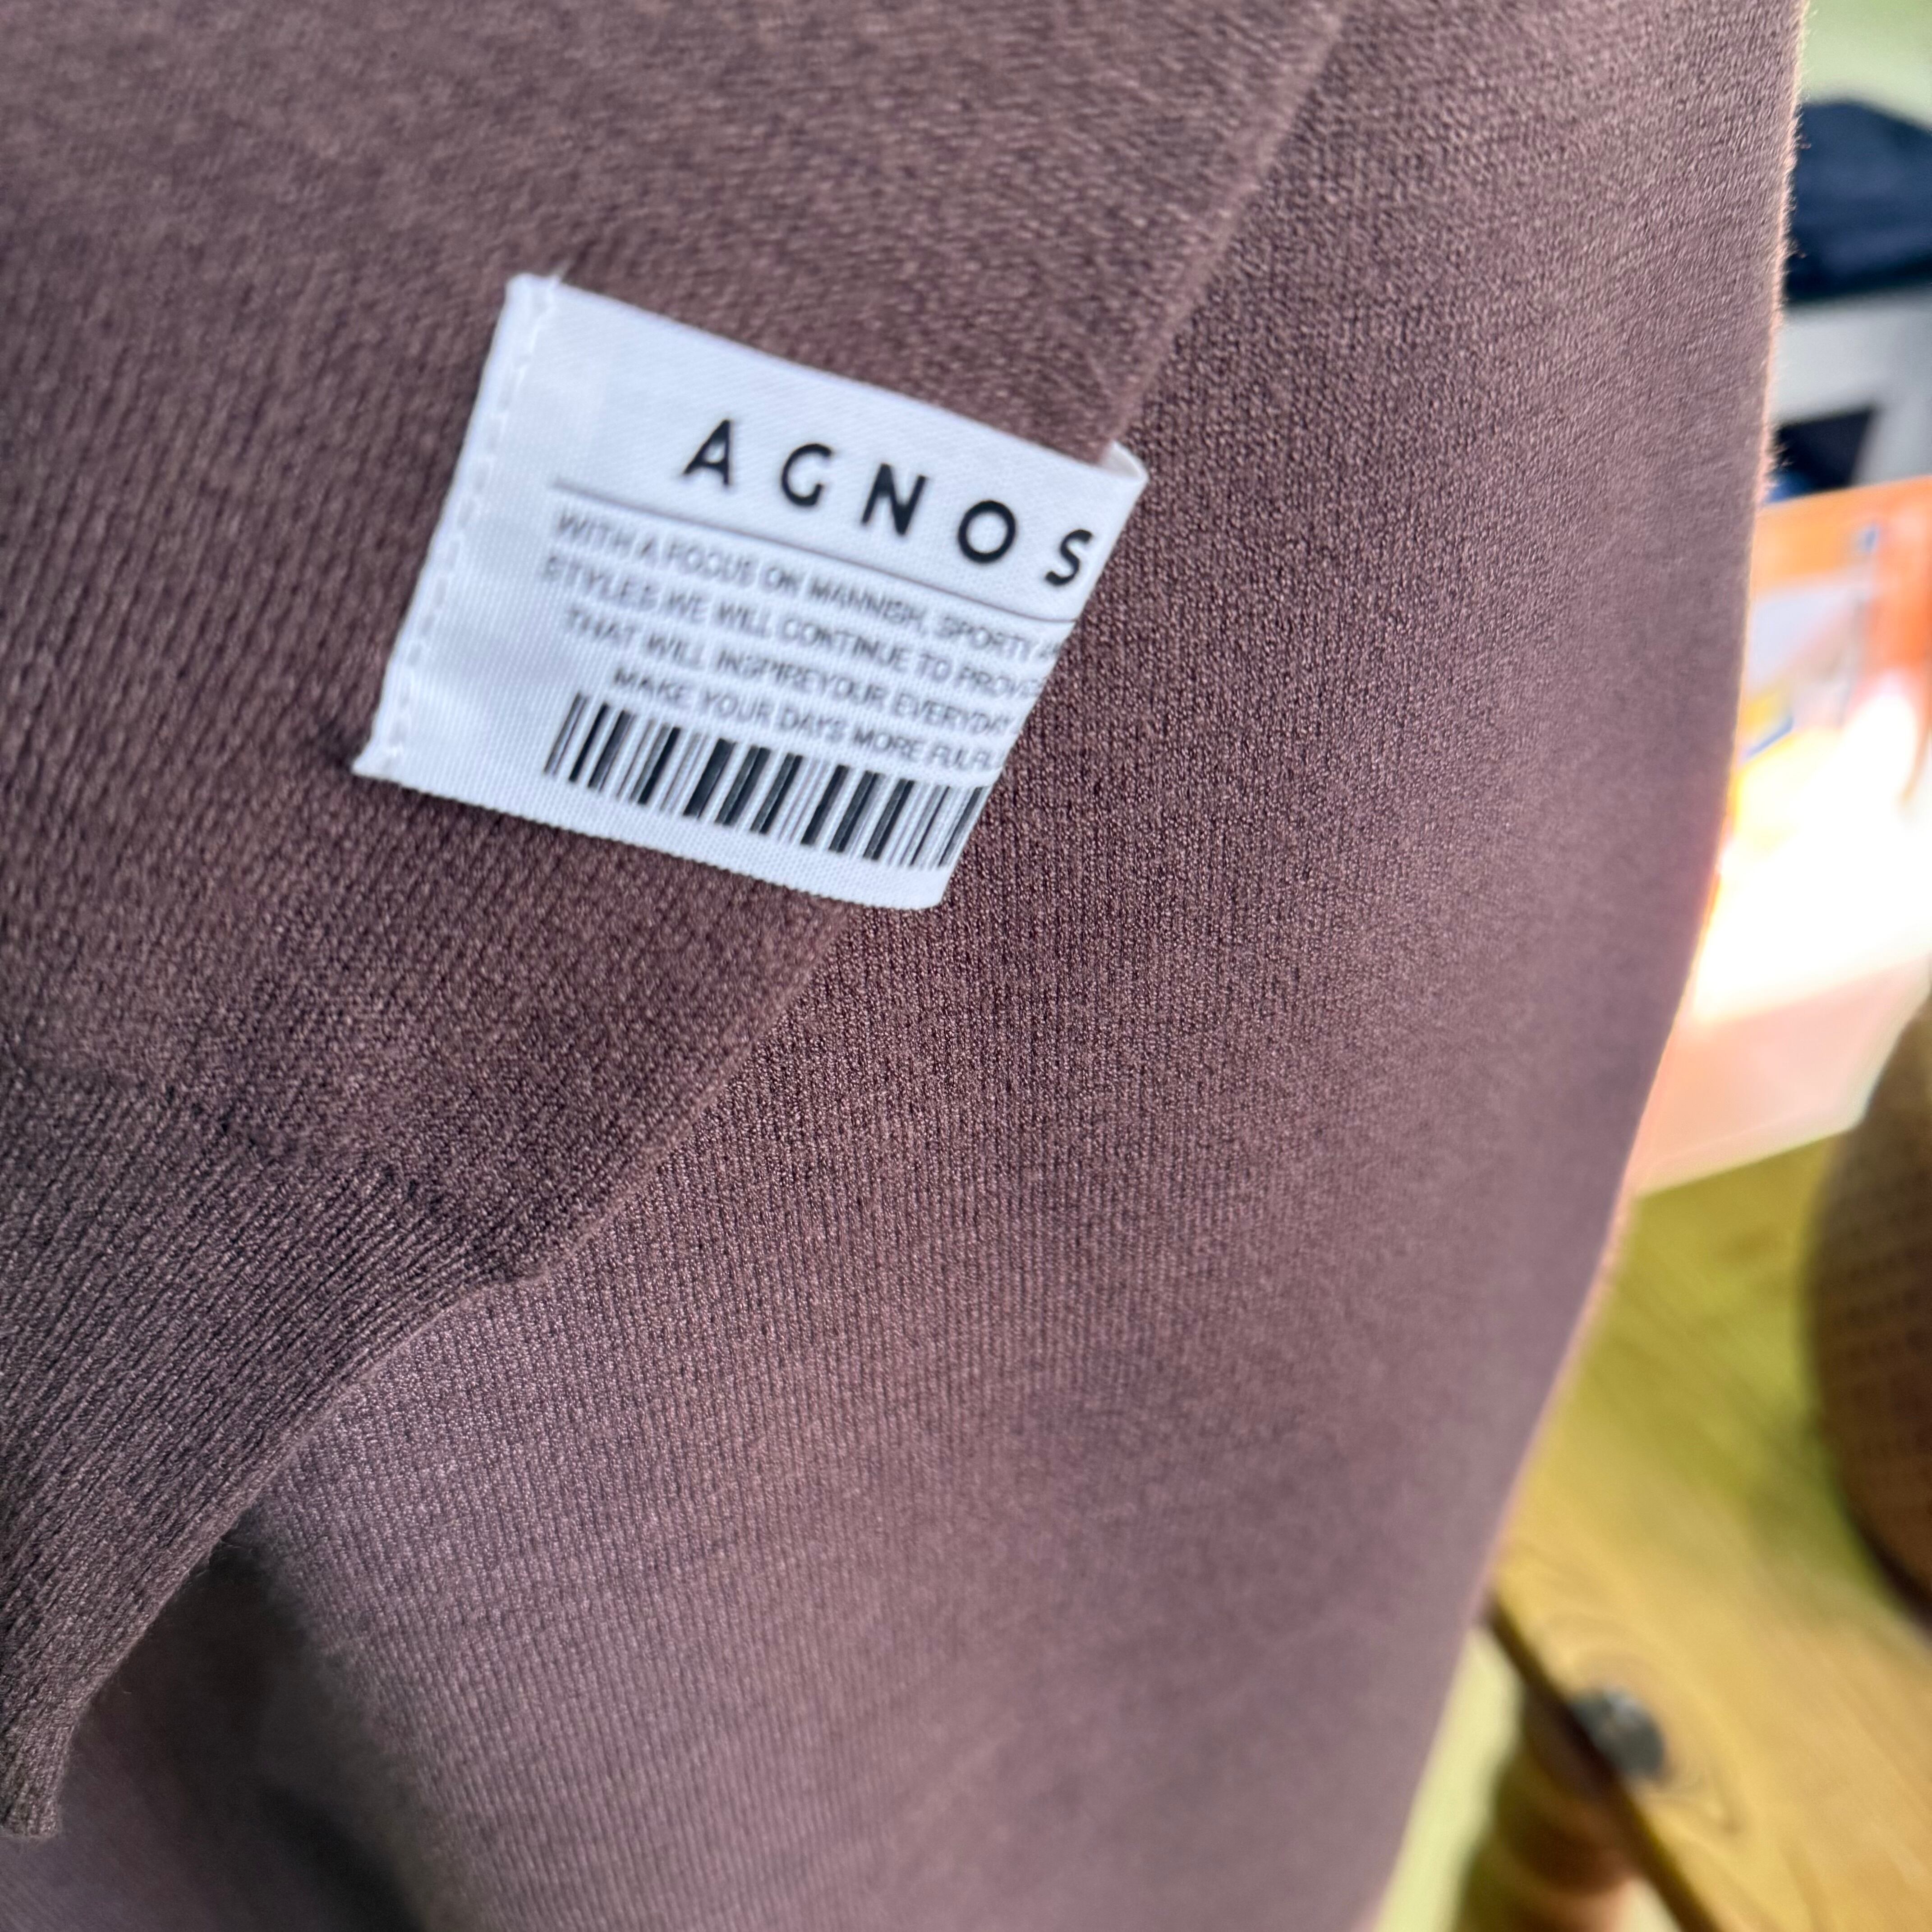 AGNOS
WITH A FOCUS ON MANNISH, SPORTY
STYLES WE WILL CONTINUE TO PROVI
THAT WILL INSPIREYOUR EVERYDAY
MAKE YOUR DAYS MORE FULFI